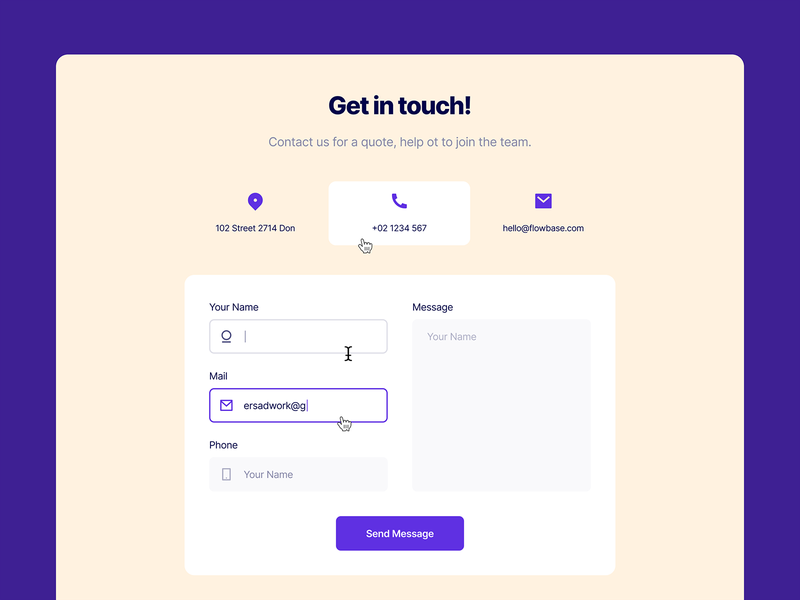 Get in touch!
Contact us for a quote, help ot to join the team.
102 Street 2714 Don
+02 1234 567
hello@flowbase.com
Your Name
Mail
ersadwork@g
Phone
Your Name
Message
Your Name
Send Message